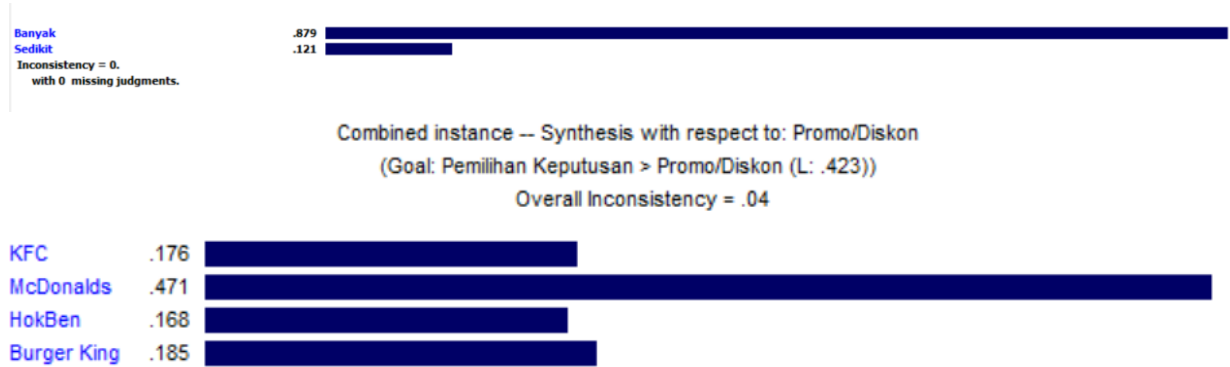 Banyak .879
Sedikit .121
Inconsistency = 0.
with 0 missing judgments.
Combined instance -- Synthesis with respect to: Promo/Diskon
(Goal: Pemilihan Keputusan > Promo/Diskon (L: .423))
Overall Inconsistency = .04
KFC .176
McDonalds .471
HokBen .168
Burger King .185